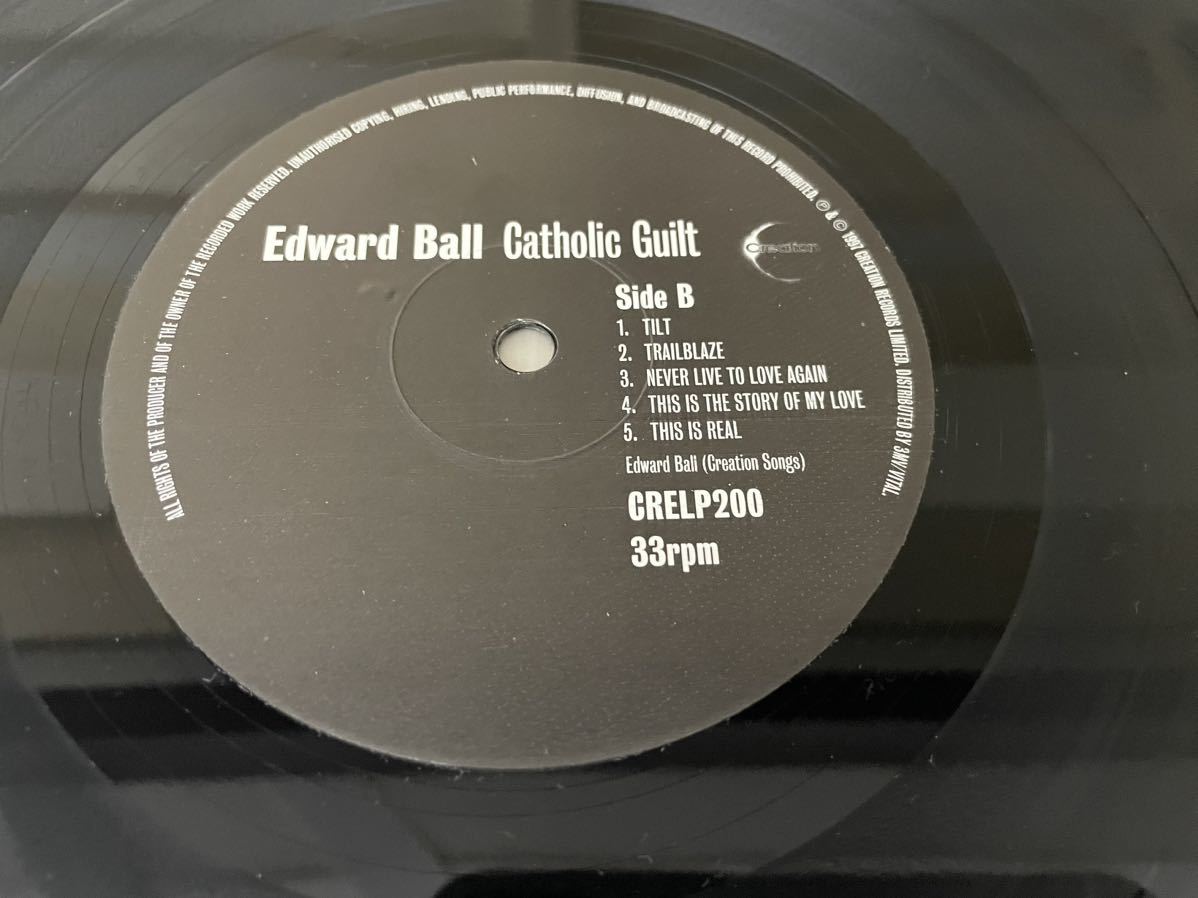 ALL RIGHTS OF THE PRODUCER AND OF THE OWNER OF THE RECORDED WORK RESERVED. UNAUTHORISED COPYING, HIRING, LENDING, PUBLIC PERFORMANCE, DIFFUSION, AND BROADCASTING OF THIS RECORD PROHIBITED. ℗ & © 1997 CREATION RECORDS LIMITED. DISTRIBUTED BY 3MV/VITAL.
Edward Ball Catholic Guilt
Creation
Side B
1. TILT
2. TRAILBLAZE
3. NEVER LIVE TO LOVE AGAIN
4. THIS IS THE STORY OF MY LOVE
5. THIS IS REAL
Edward Ball (Creation Songs)
CRELP200
33rpm